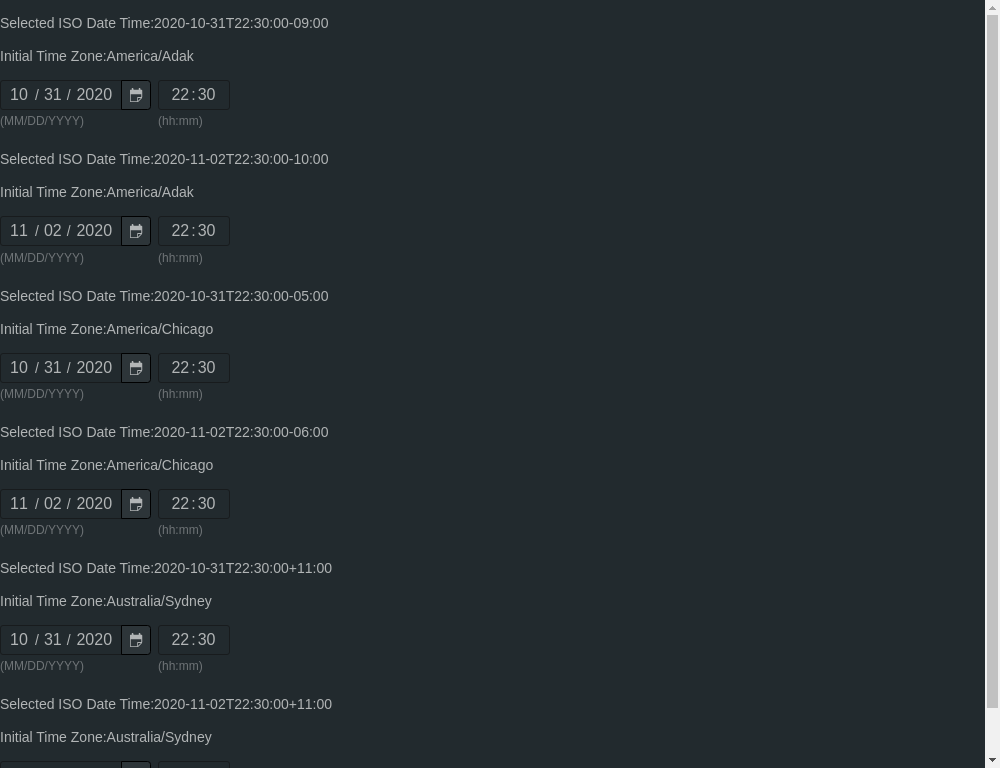 Selected ISO Date Time:2020-10-31T22:30:00-09:00
Initial Time Zone:America/Adak
10 / 31 / 2020 22:30
(MM/DD/YYYY) (hh:mm)
Selected ISO Date Time:2020-11-02T22:30:00-10:00
Initial Time Zone:America/Adak
11 / 02 / 2020 22:30
(MM/DD/YYYY) (hh:mm)
Selected ISO Date Time:2020-10-31T22:30:00-05:00
Initial Time Zone:America/Chicago
10 / 31 / 2020 22:30
(MM/DD/YYYY) (hh:mm)
Selected ISO Date Time:2020-11-02T22:30:00-06:00
Initial Time Zone:America/Chicago
11 / 02 / 2020 22:30
(MM/DD/YYYY) (hh:mm)
Selected ISO Date Time:2020-10-31T22:30:00+11:00
Initial Time Zone:Australia/Sydney
10 / 31 / 2020 22:30
(MM/DD/YYYY) (hh:mm)
Selected ISO Date Time:2020-11-02T22:30:00+11:00
Initial Time Zone:Australia/Sydney